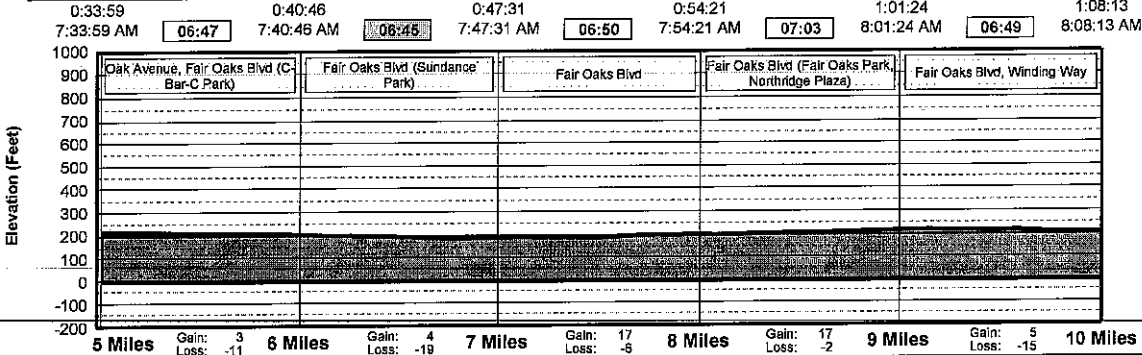 0:33:59 0:40:46 0:47:31 0:54:21 1:01:24 1:08:13
7:33:59 AM 06:47 7:40:46 AM 06:45 7:47:31 AM 06:50 7:54:21 AM 07:03 8:01:24 AM 06:49 8:08:13 AM
Oak Avenue, Fair Oaks Blvd (C-
Bar-C Park)
Fair Oaks Blvd (Sundance
Park)
Fair Oaks Blvd
Fair Oaks Blvd (Fair Oaks Park,
Northridge Plaza)
Fair Oaks Blvd, Winding Way
Elevation (Feet)
1000
900
800
700
600
500
400
300
200
100
0
-100
-200
5 Miles Gain: 3 6 Miles Gain: 4 7 Miles Gain: 17 8 Miles Gain: 17 9 Miles Gain: 5 10 Miles
Loss: -11 Loss: -19 Loss: -6 Loss: -2 Loss: -15